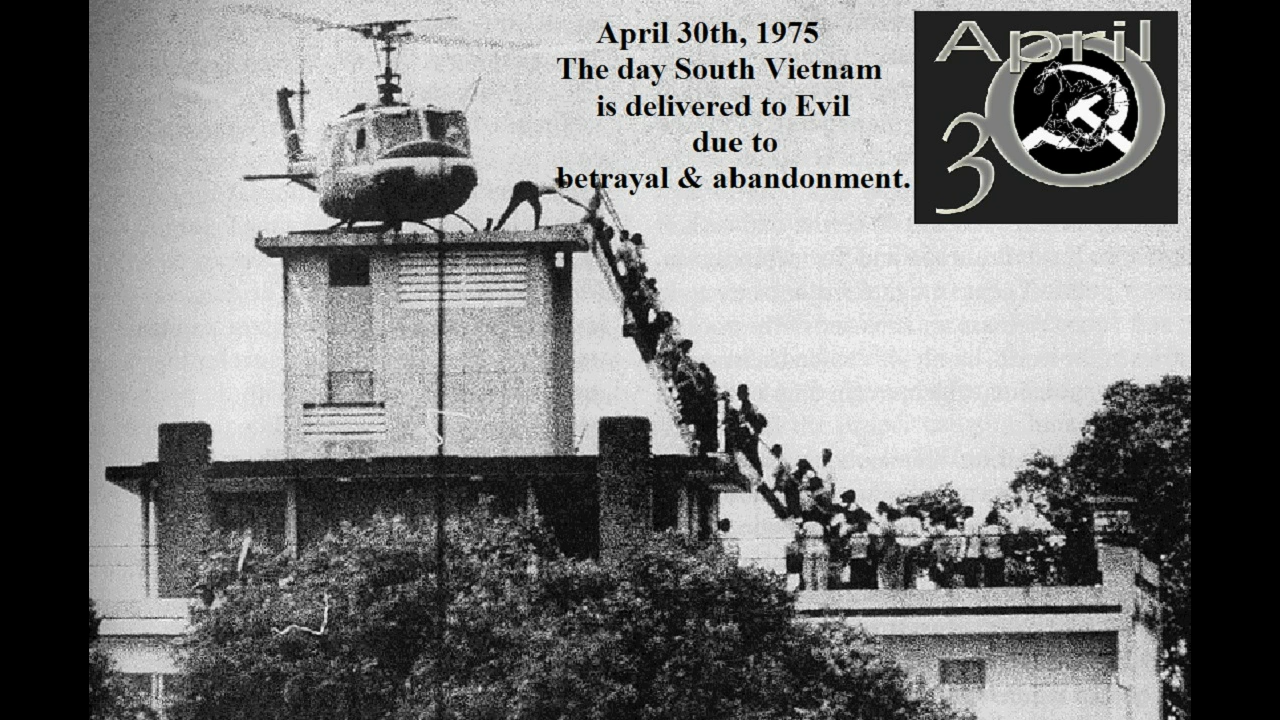 April 30th, 1975
The day South Vietnam
is delivered to Evil
due to
betrayal & abandonment.
April
30